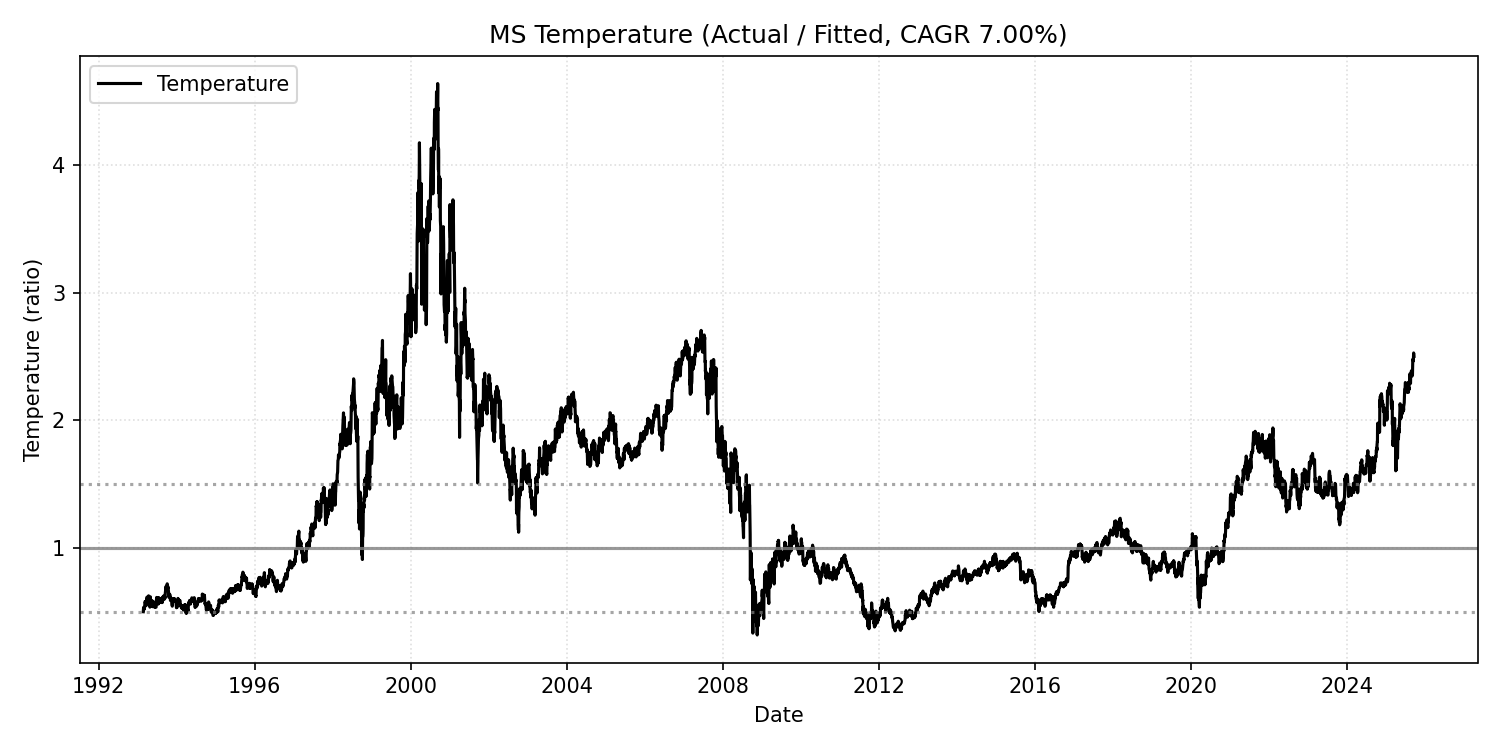 MS Temperature (Actual / Fitted, CAGR 7.00%)
Temperature
Temperature (ratio)
4
3
2
1
1992 1996 2000 2004 2008 2012 2016 2020 2024
Date